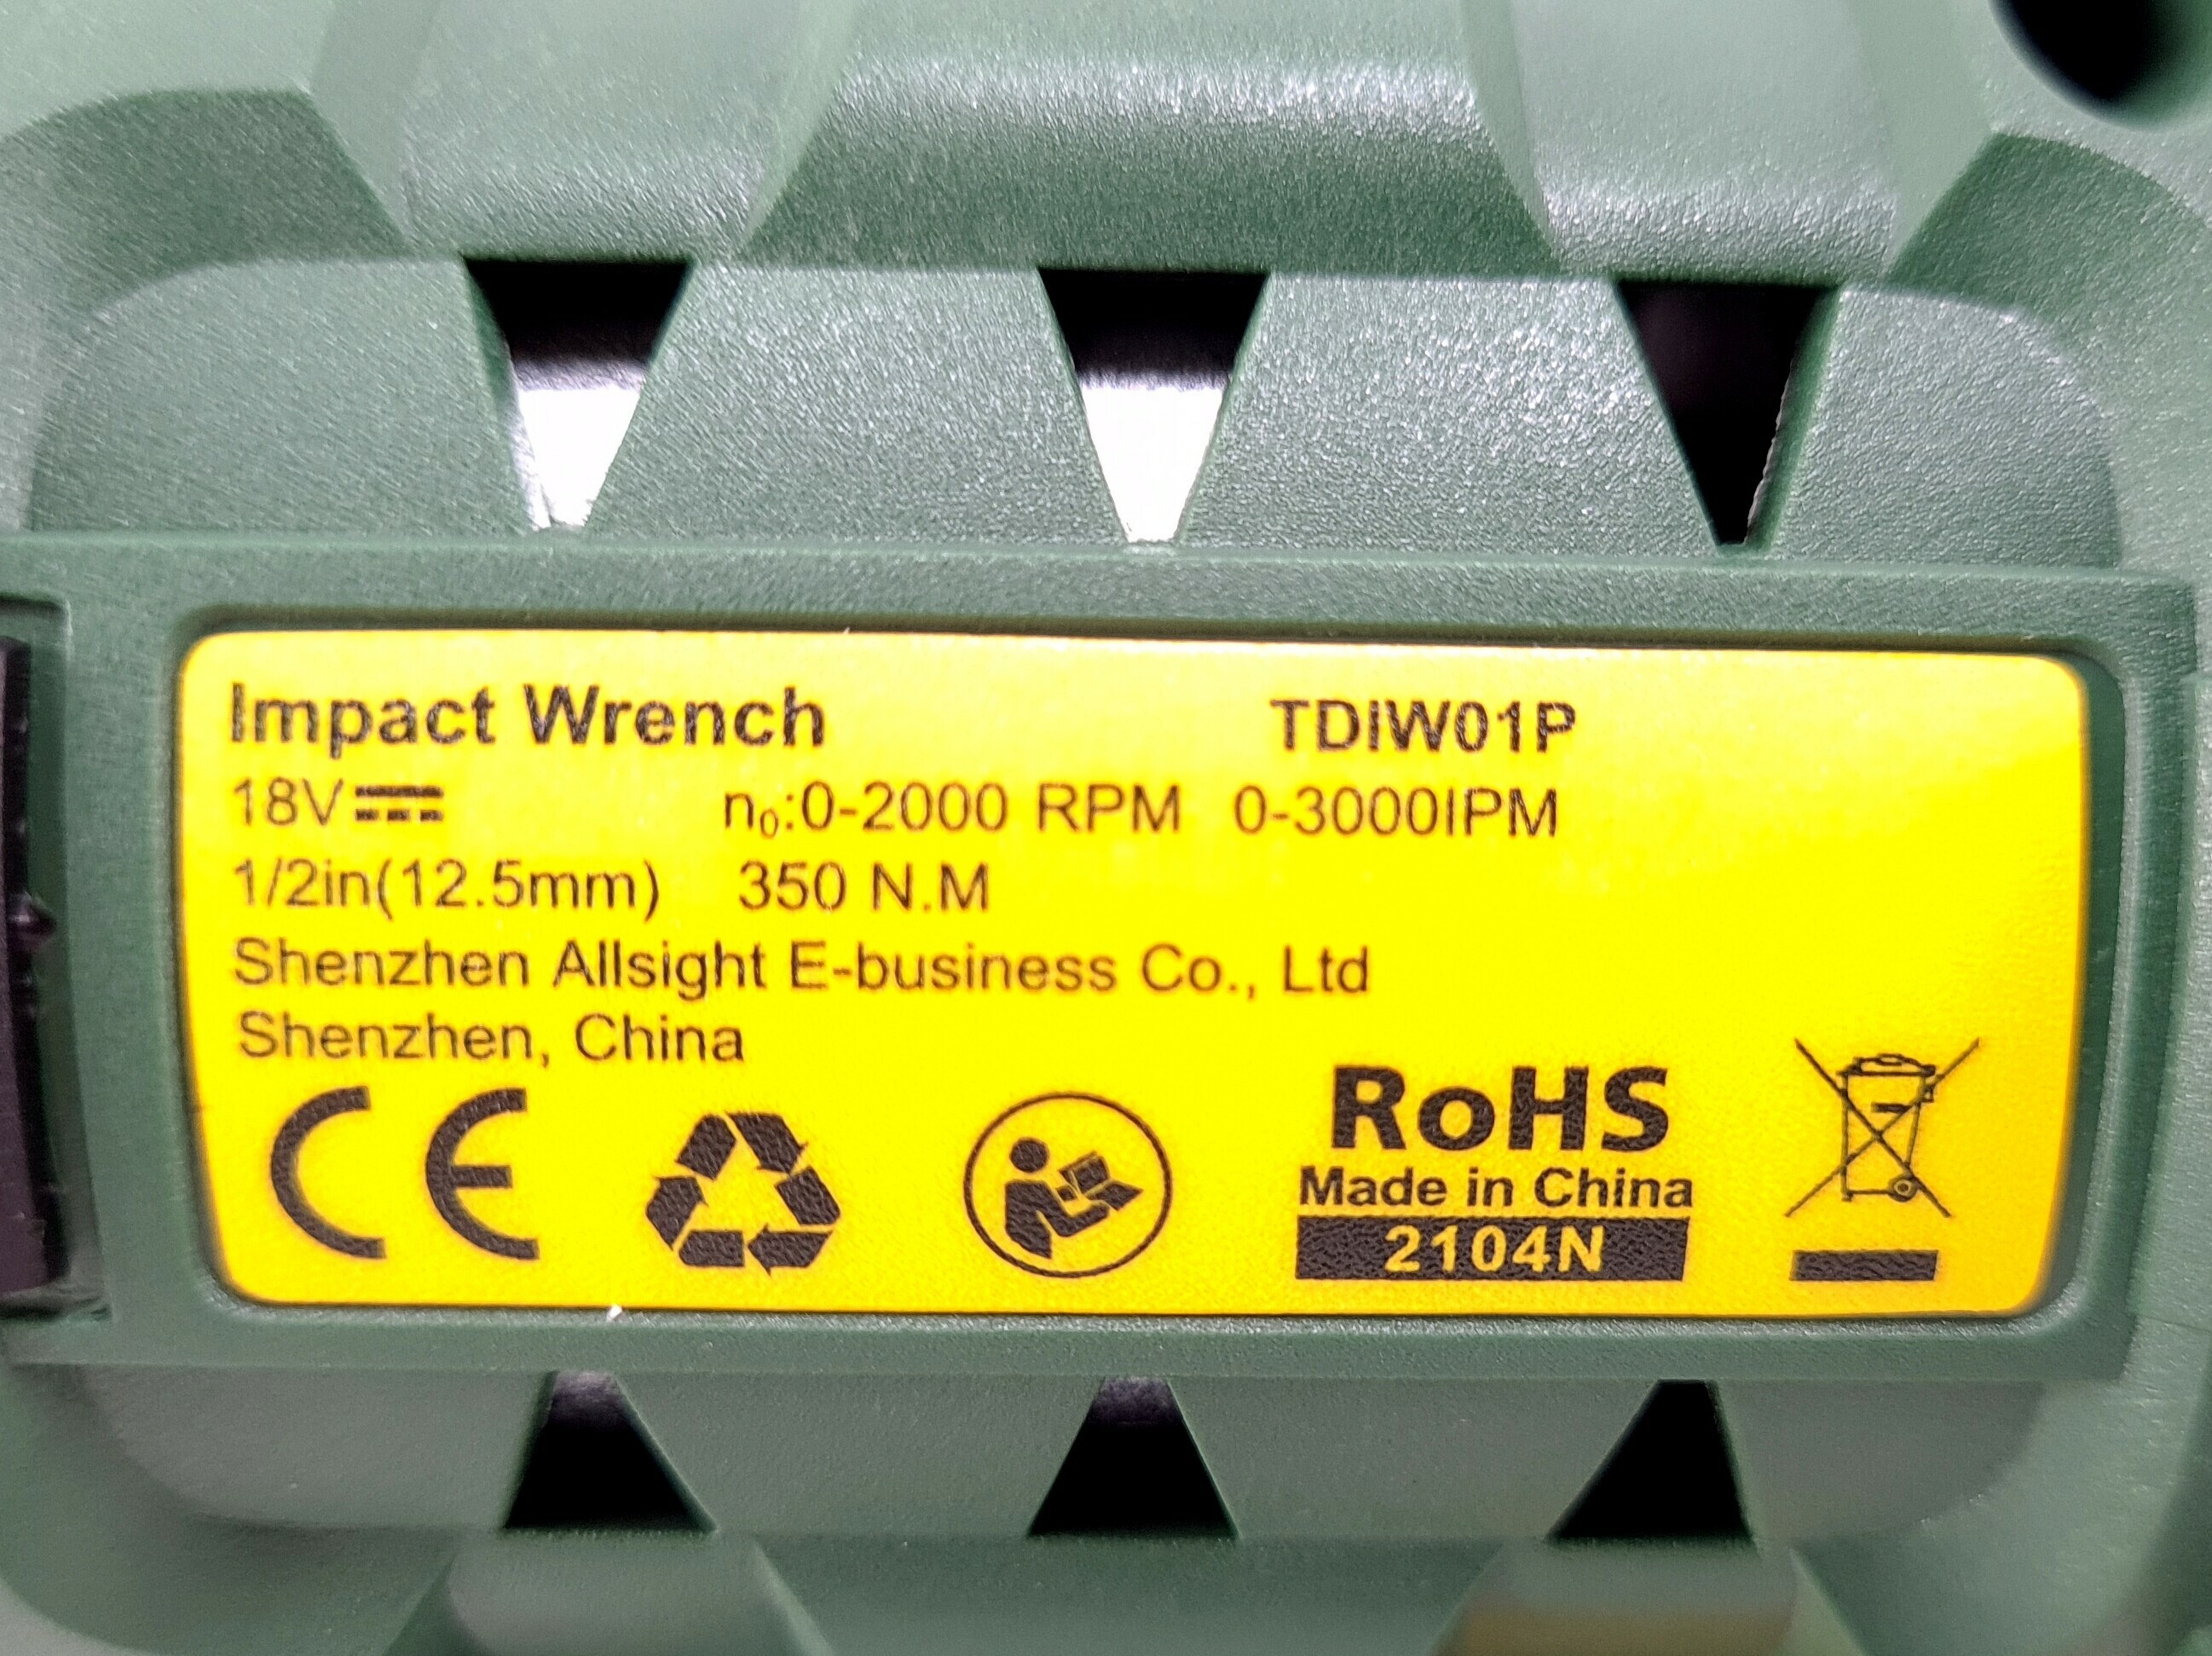 Impact Wrench TDIW01P
18V n₀:0-2000 RPM 0-3000IPM
1/2in(12.5mm) 350 N.M
Shenzhen Allsight E-business Co., Ltd
Shenzhen, China
CE
RoHS
Made in China
2104N